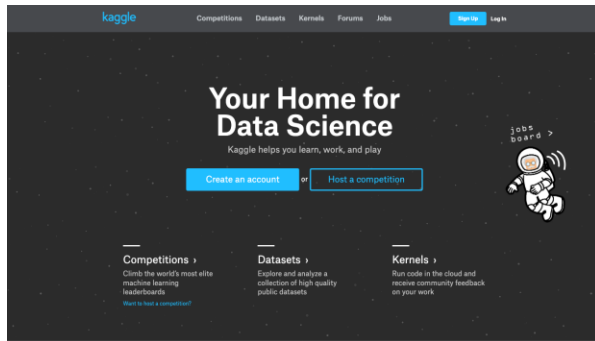 kaggle
Competitions Datasets Kernels Forums Jobs
Sign Up Log In
Your Home for
Data Science
Kaggle helps you learn, work, and play
Create an account or Host a competition
jobs
board >
Competitions ›
Climb the world's most elite
machine learning
leaderboards
Want to host a competition?
Datasets ›
Explore and analyze a
collection of high quality
public datasets
Kernels ›
Run code in the cloud and
receive community feedback
on your work